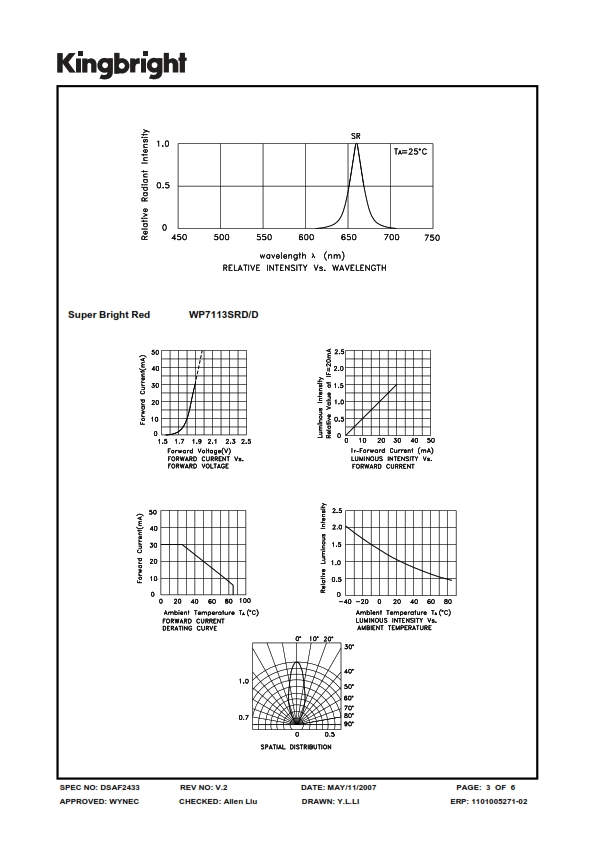 Kingbright
SR
TA=25°C
Relative Radiant Intensity
1.0
0.5
0
450 500 550 600 650 700 750
wavelength λ (nm)
RELATIVE INTENSITY Vs. WAVELENGTH
Super Bright Red WP7113SRD/D
Forward Current(mA)
50
40
30
20
10
0
1.5 1.7 1.9 2.1 2.3 2.5
Forward Voltage(V)
FORWARD CURRENT Vs.
FORWARD VOLTAGE
Luminous Intensity
Relative Value at IF=20mA
2.5
2.0
1.5
1.0
0.5
0
0 10 20 30 40 50
IF-Forward Current (mA)
LUMINOUS INTENSITY Vs.
FORWARD CURRENT
Forward Current(mA)
50
40
30
20
10
0
0 20 40 60 80 100
Ambient Temperature TA (°C)
FORWARD CURRENT
DERATING CURVE
Relative Luminous Intensity
2.5
2.0
1.5
1.0
0.5
0
-40 -20 0 20 40 60 80
Ambient Temperature TA (°C)
LUMINOUS INTENSITY Vs.
AMBIENT TEMPERATURE
0° 10° 20°
30°
40°
50°
60°
70°
80°
90°
1.0
0.7
0 0.5
SPATIAL DISTRIBUTION
SPEC NO: DSAF2433 REV NO: V.2 DATE: MAY/11/2007 PAGE: 3 OF 6
APPROVED: WYNEC CHECKED: Allen Liu DRAWN: Y.L.LI ERP: 1101005271-02